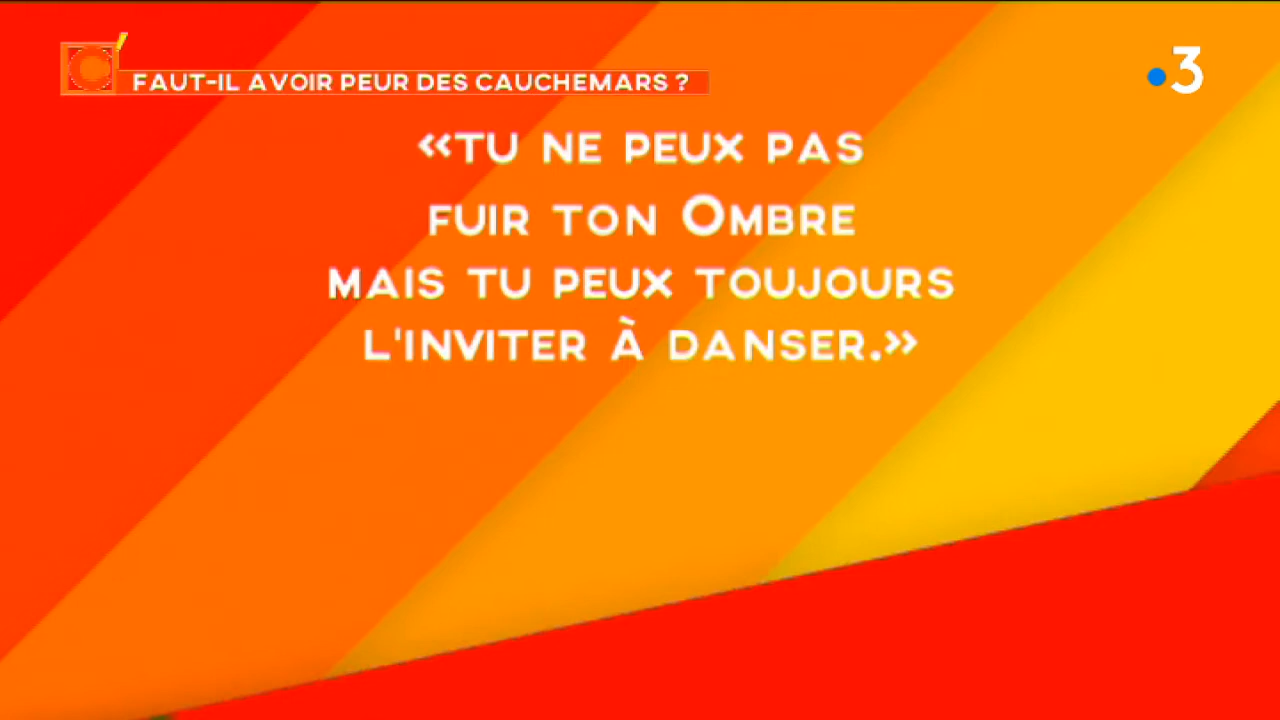 C'
FAUT-IL AVOIR PEUR DES CAUCHEMARS ?
3
«TU NE PEUX PAS
FUIR TON OMBRE
MAIS TU PEUX TOUJOURS
L'INVITER À DANSER.»